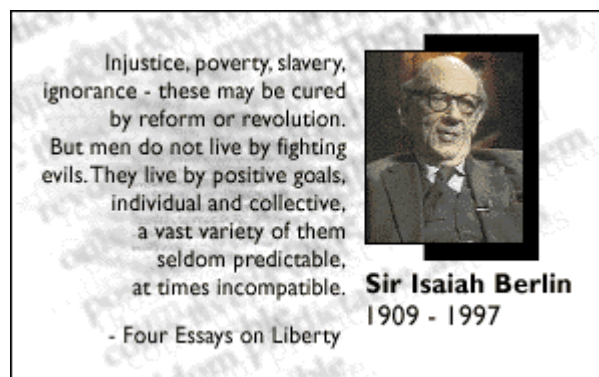 Injustice, poverty, slavery,
ignorance - these may be cured
by reform or revolution.
But men do not live by fighting
evils. They live by positive goals,
individual and collective,
a vast variety of them
seldom predictable,
at times incompatible.
- Four Essays on Liberty
Sir Isaiah Berlin
1909 - 1997